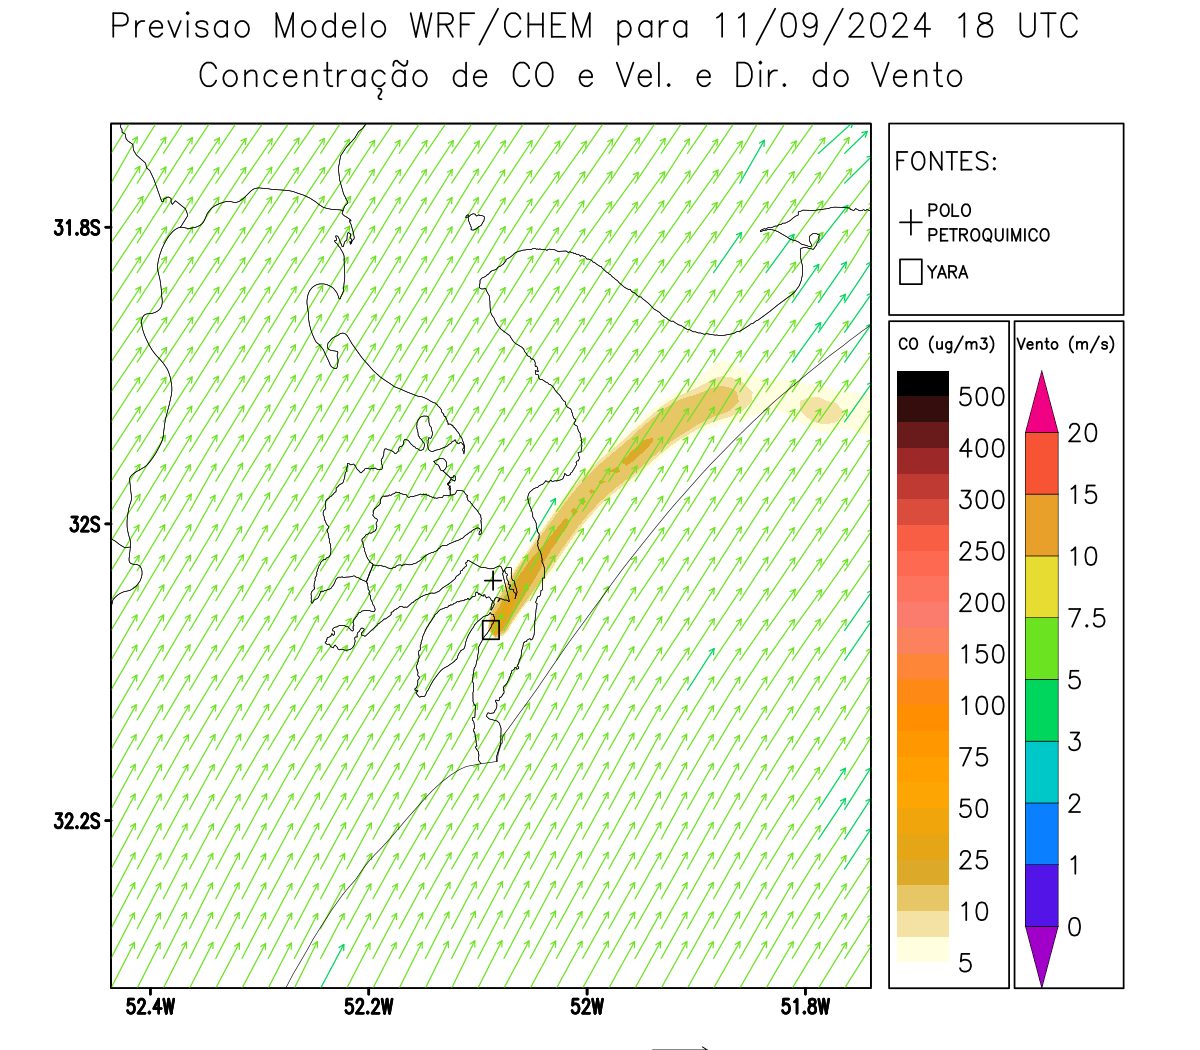 Previsao Modelo WRF/CHEM para 11/09/2024 18 UTC
Concentração de CO e Vel. e Dir. do Vento
FONTES:
POLO
PETROQUIMICO
YARA
CO (ug/m3)
500
400
300
250
200
150
100
75
50
25
10
5
Vento (m/s)
20
15
10
7.5
5
3
2
1
0
31.8S
32S
32.2S
52.4W
52.2W
52W
51.8W